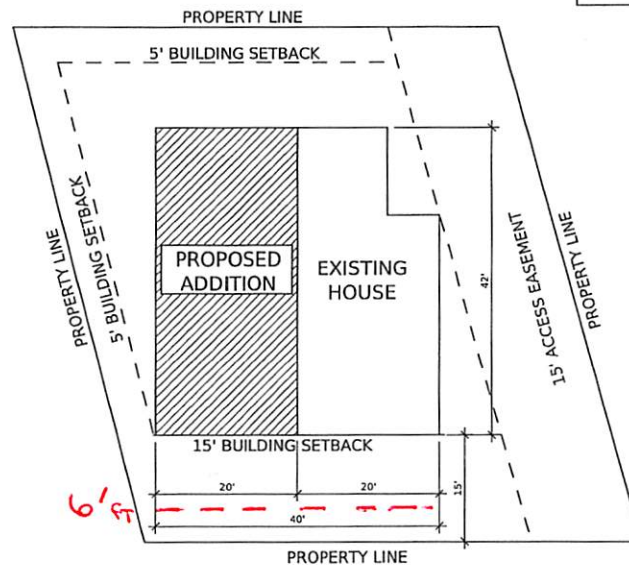 PROPERTY LINE
5' BUILDING SETBACK
5' BUILDING SETBACK
PROPERTY LINE
PROPOSED
ADDITION
EXISTING
HOUSE
42'
15' ACCESS EASEMENT
PROPERTY LINE
15' BUILDING SETBACK
20'
20'
15'
6' FT
40'
PROPERTY LINE